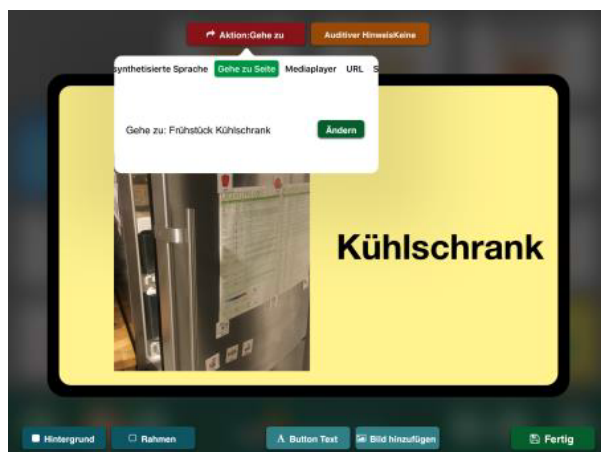 Aktion:Gehe zu
Auditiver HinweisKeine
synthetisierte Sprache Gehe zu Seite Mediaplayer URL S
Gehe zu: Frühstück Kühlschrank
Ändern
Kühlschrank
Hintergrund
Rahmen
A Button Text
Bild hinzufügen
Fertig